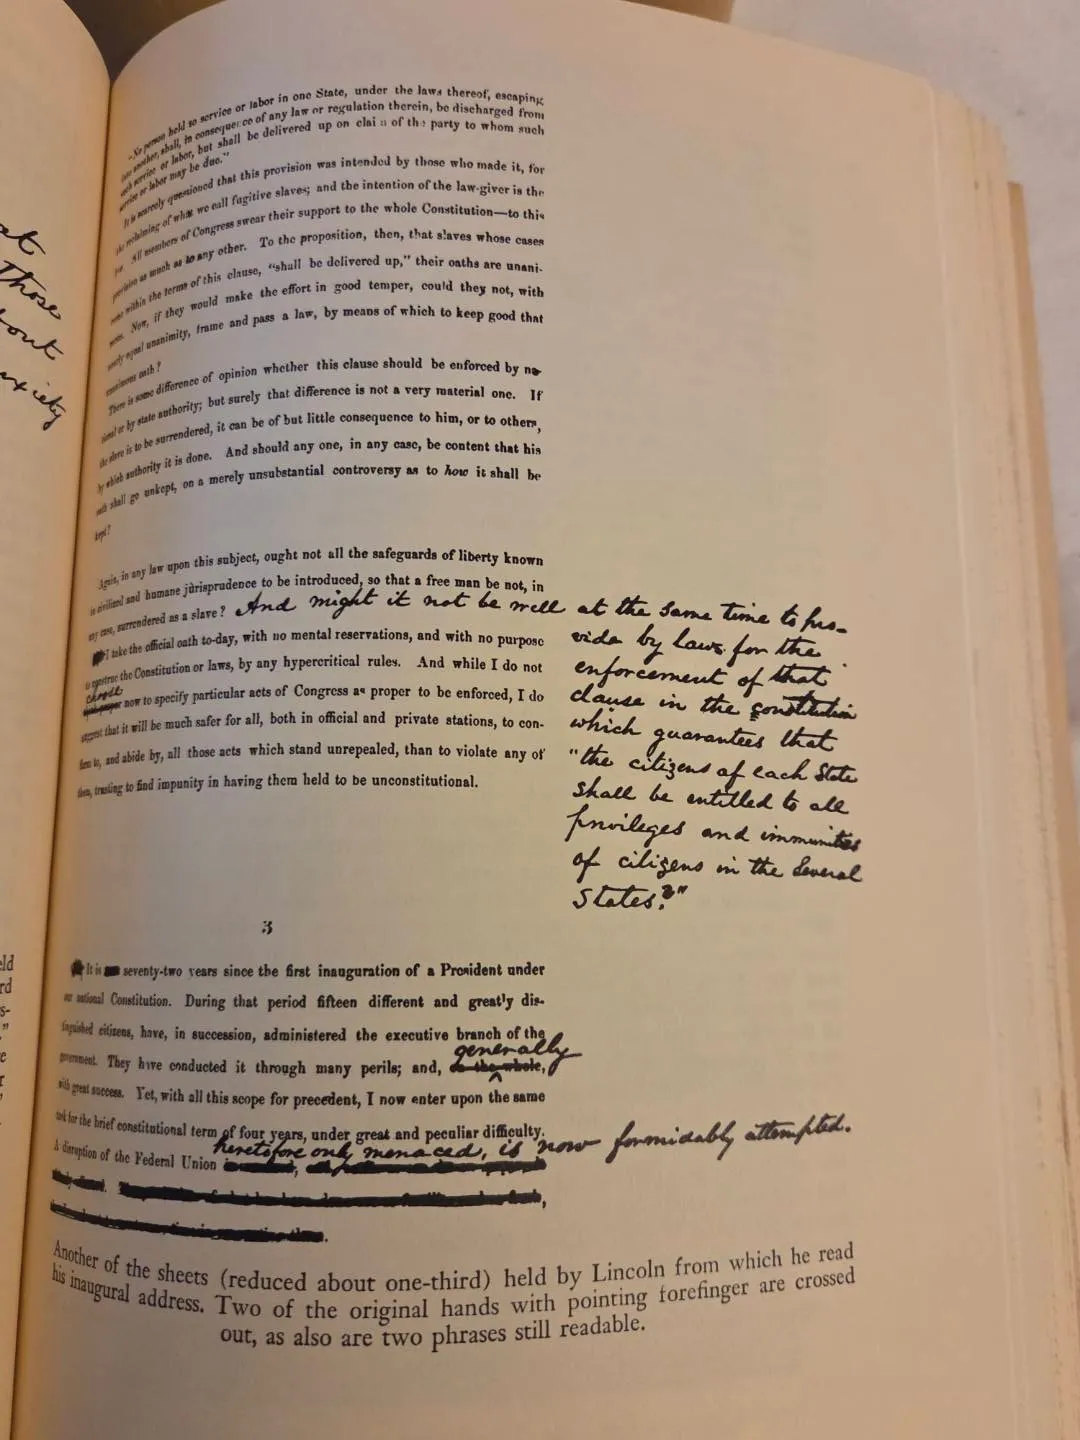 at
Those
bout
xiety
eld
rd
s-
"
e
r
"
"No person held to service or labor in one State, under the laws thereof, escaping
into another, shall, in consequence of any law or regulation therein, be discharged from
such service or labor, but shall be delivered up on claim of the party to whom such
service or labor may be due."
It is scarcely questioned that this provision was intended by those who made it, for
the reclaiming of what we call fugitive slaves; and the intention of the law-giver is the
law. All members of Congress swear their support to the whole Constitution—to this
provision as much as to any other. To the proposition, then, that slaves whose cases
come within the terms of this clause, "shall be delivered up," their oaths are unani-
mous. Now, if they would make the effort in good temper, could they not, with
nearly equal unanimity, frame and pass a law, by means of which to keep good that
unanimous oath?
There is some difference of opinion whether this clause should be enforced by na-
tional or by state authority; but surely that difference is not a very material one. If
the slave is to be surrendered, it can be of but little consequence to him, or to others,
by which authority it is done. And should any one, in any case, be content that his
oath shall go unkept, on a merely unsubstantial controversy as to how it shall be
kept?
Again, in any law upon this subject, ought not all the safeguards of liberty known
in civilized and humane jurisprudence to be introduced, so that a free man be not, in
any case, surrendered as a slave? And might it not be well at the same time to pro-
vide by law for the
enforcement of that
clause in the constitution
which guarantees that
"the citizens of each State
shall be entitled to all
privileges and immunities
of citizens in the several
States?"
I take the official oath to-day, with no mental reservations, and with no purpose
to construe the Constitution or laws, by any hypercritical rules. And while I do not
choose
now to specify particular acts of Congress as proper to be enforced, I do
suggest that it will be much safer for all, both in official and private stations, to con-
form to, and abide by, all those acts which stand unrepealed, than to violate any of
them, trusting to find impunity in having them held to be unconstitutional.
3
It is seventy-two years since the first inauguration of a President under
our national Constitution. During that period fifteen different and greatly dis-
tinguished citizens, have, in succession, administered the executive branch of the
generally
government. They have conducted it through many perils; and, on the whole,
with great success. Yet, with all this scope for precedent, I now enter upon the same
task for the brief constitutional term of four years, under great and peculiar difficulty.
heretofore only menaced, is now formidably attempted.
A disruption of the Federal Union
Another of the sheets (reduced about one-third) held by Lincoln from which he read
his inaugural address. Two of the original hands with pointing forefinger are crossed
out, as also are two phrases still readable.